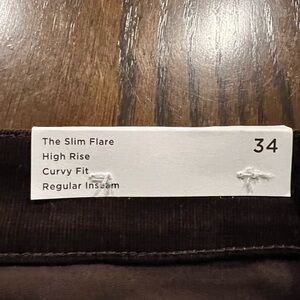 The Slim Flare 34
High Rise
Curvy Fit
Regular Inseam